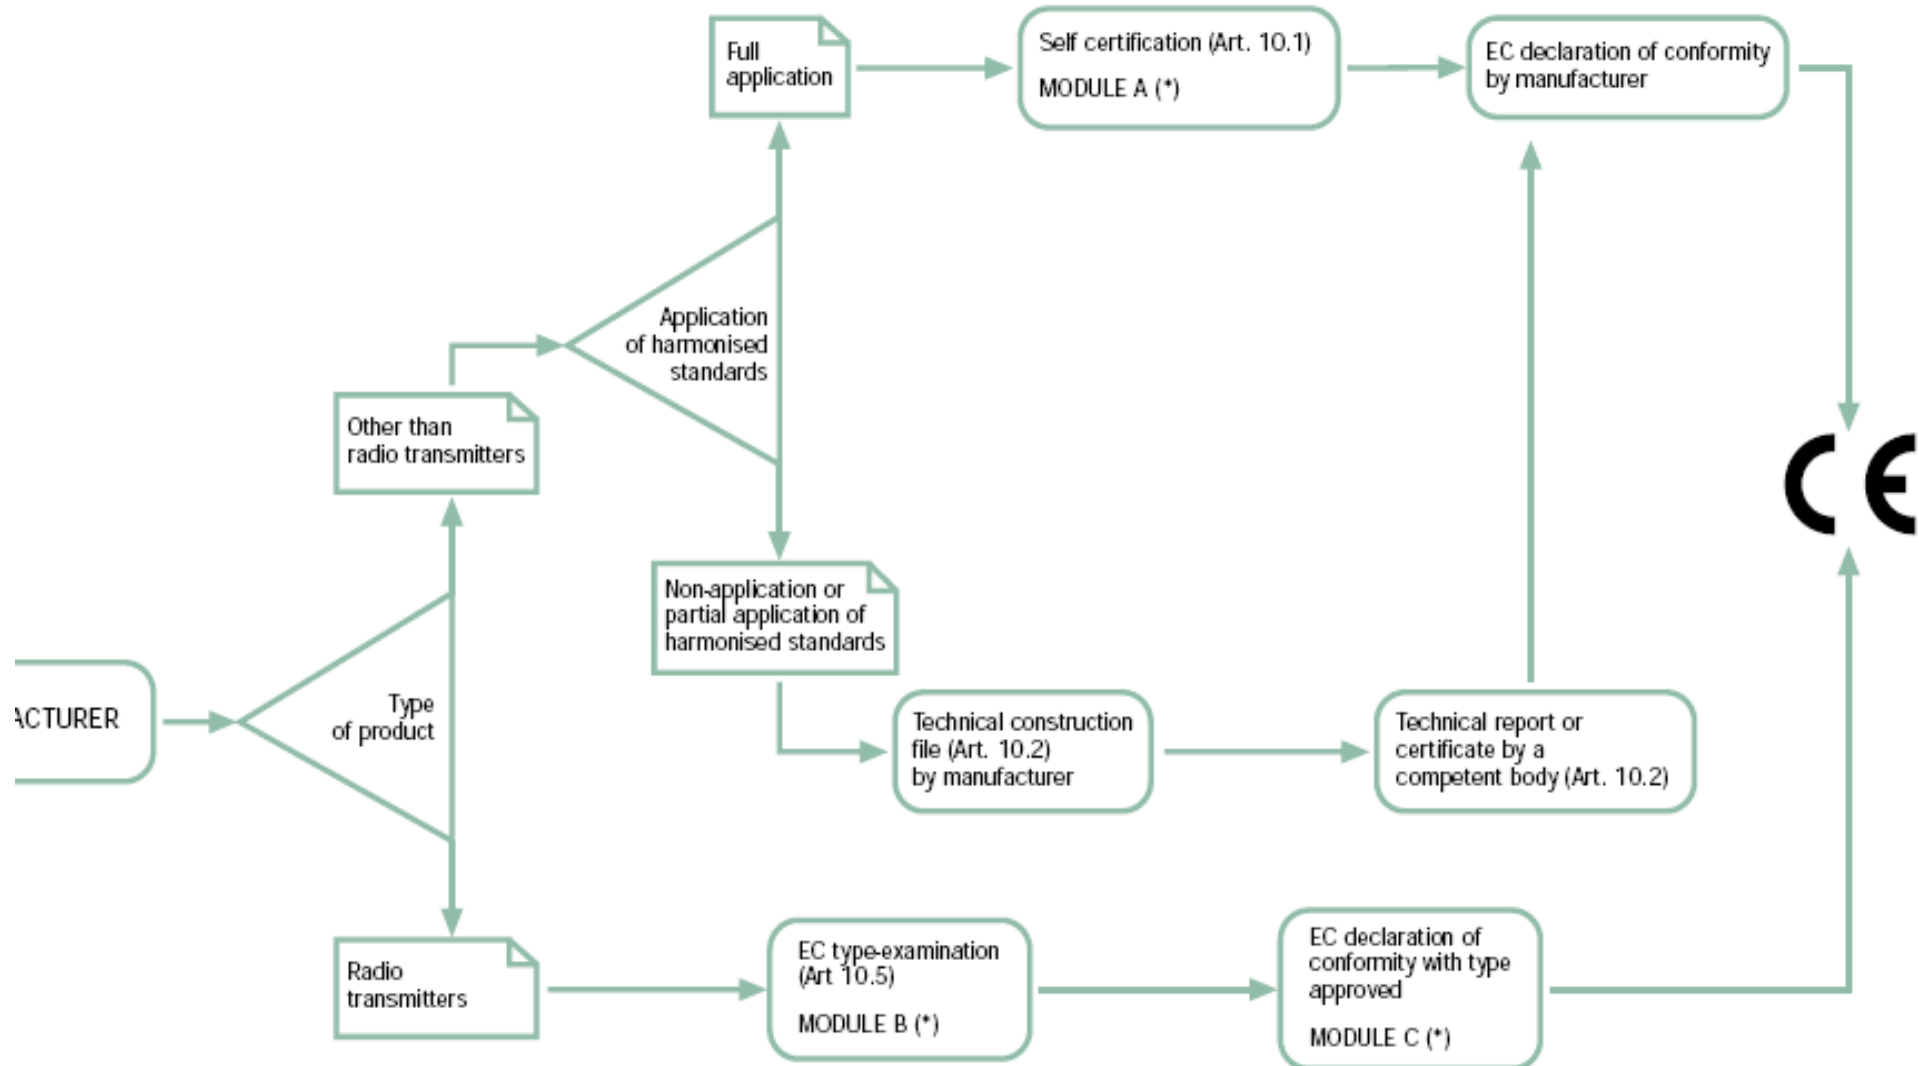 Full
application
Self certification (Art. 10.1)
MODULE A (*)
EC declaration of conformity
by manufacturer
Application
of harmonised
standards
Other than
radio transmitters
CE
Non-application or
partial application of
harmonised standards
ACTURER
Type
of product
Technical construction
file (Art. 10.2)
by manufacturer
Technical report or
certificate by a
competent body (Art. 10.2)
Radio
transmitters
EC type-examination
(Art 10.5)
MODULE B (*)
EC declaration of
conformity with type
approved
MODULE C (*)